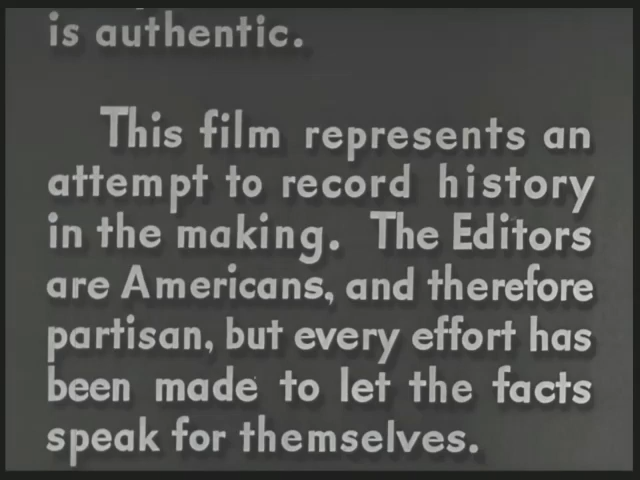 is authentic.
This film represents an
attempt to record history
in the making. The Editors
are Americans, and therefore
partisan, but every effort has
been made to let the facts
speak for themselves.